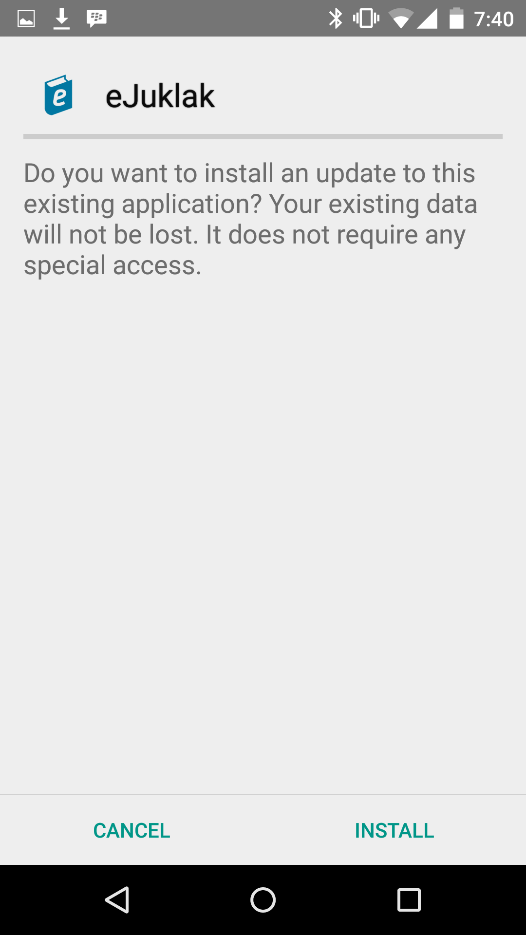 7:40
e
eJuklak
Do you want to install an update to this
existing application? Your existing data
will not be lost. It does not require any
special access.
CANCEL
INSTALL